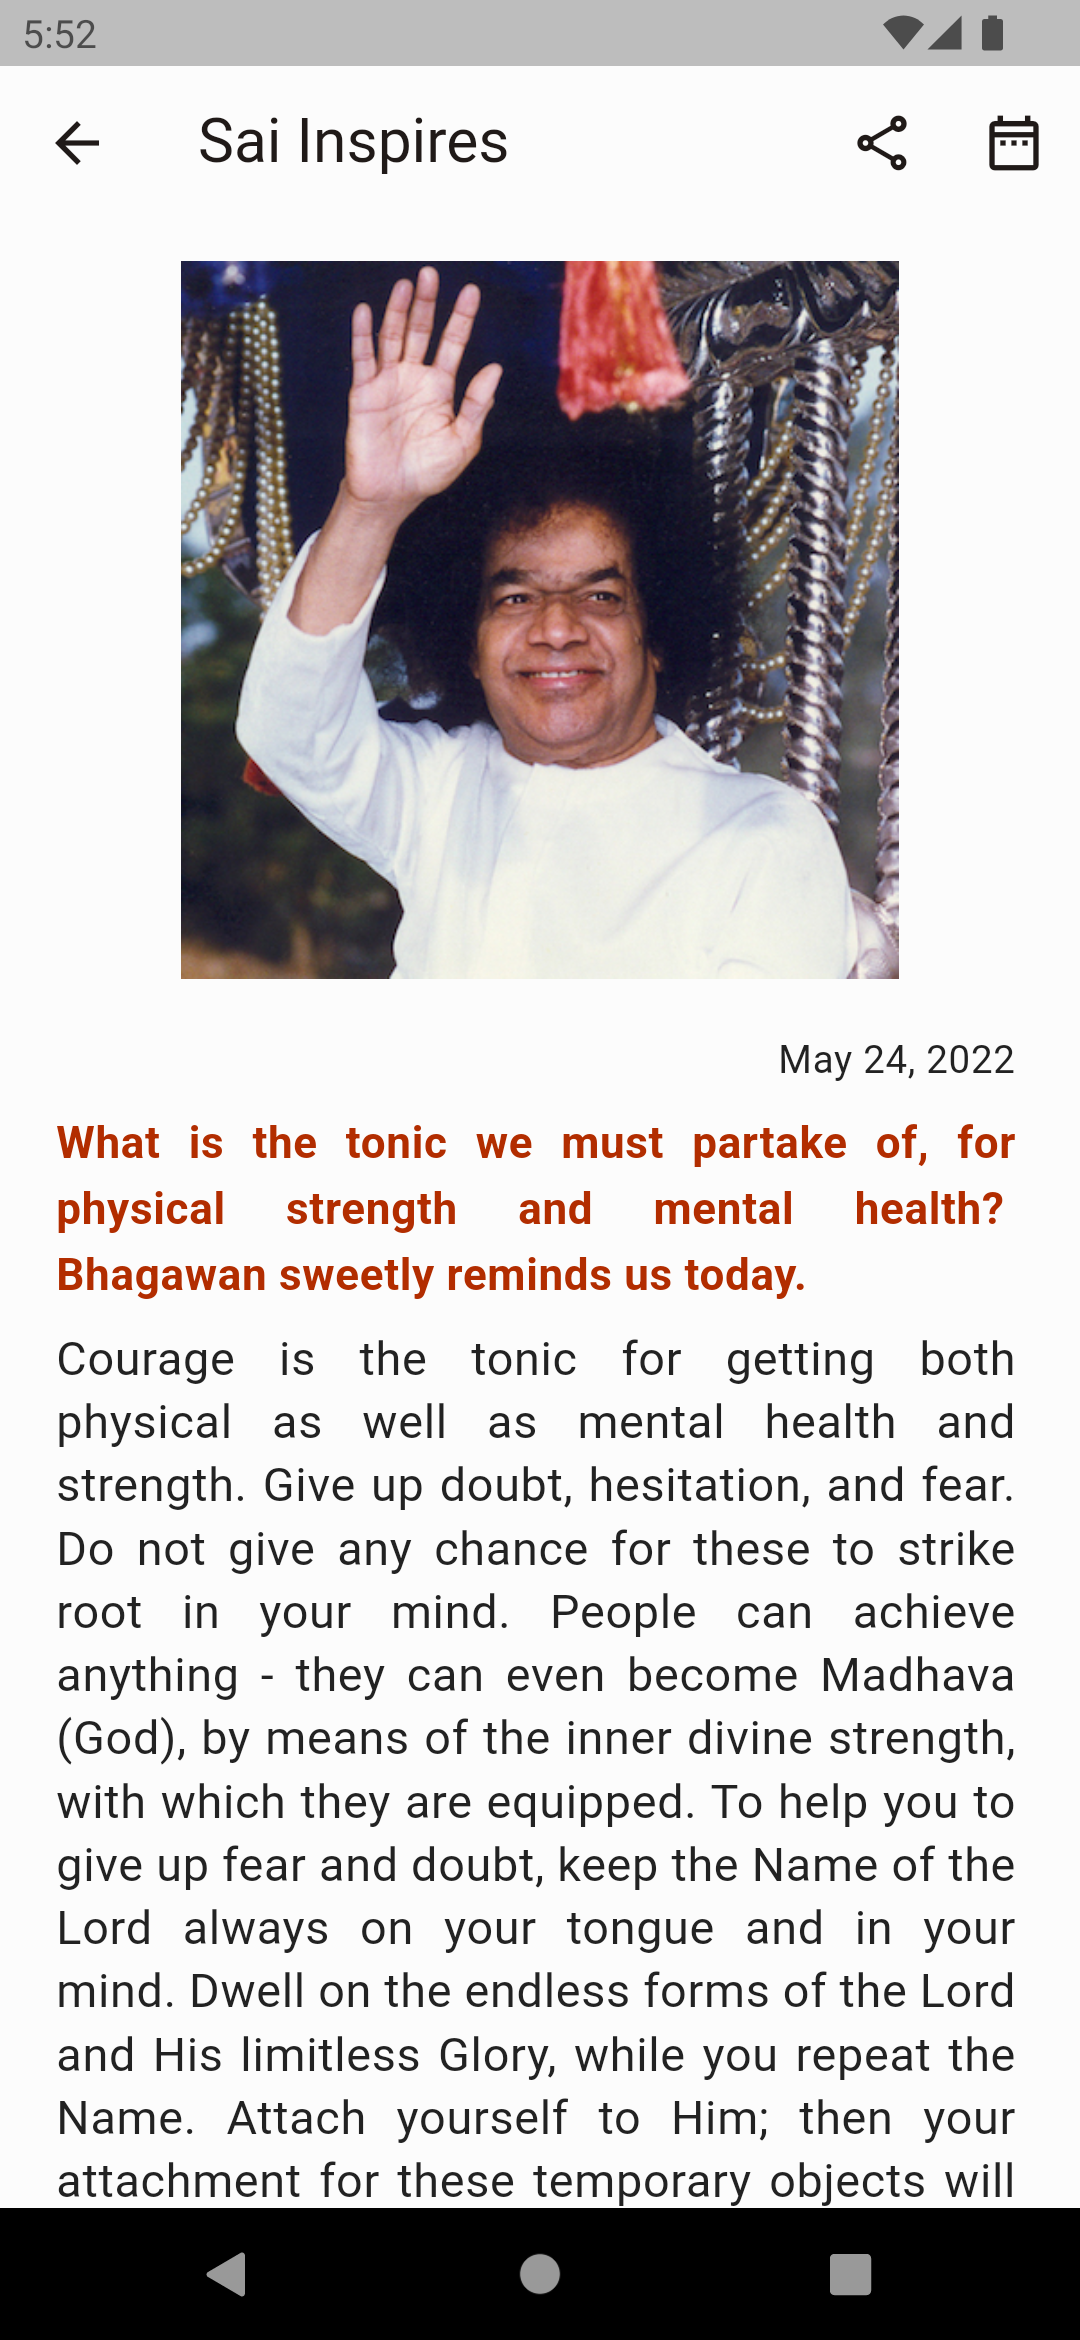 5:52
Sai Inspires
May 24, 2022
What is the tonic we must partake of, for
physical strength and mental health?
Bhagawan sweetly reminds us today.
Courage is the tonic for getting both
physical as well as mental health and
strength. Give up doubt, hesitation, and fear.
Do not give any chance for these to strike
root in your mind. People can achieve
anything - they can even become Madhava
(God), by means of the inner divine strength,
with which they are equipped. To help you to
give up fear and doubt, keep the Name of the
Lord always on your tongue and in your
mind. Dwell on the endless forms of the Lord
and His limitless Glory, while you repeat the
Name. Attach yourself to Him; then your
attachment for these temporary objects will